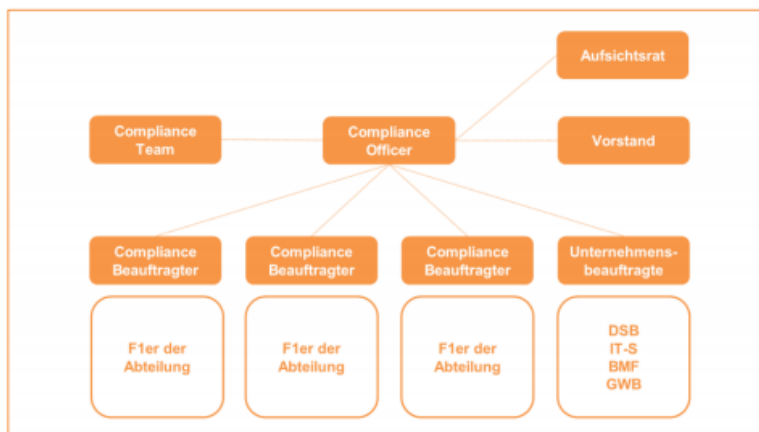 Aufsichtsrat
Compliance
Team
Compliance
Officer
Vorstand
Compliance
Beauftragter
Compliance
Beauftragter
Compliance
Beauftragter
Unternehmens-
beauftragte
F1er der
Abteilung
F1er der
Abteilung
F1er der
Abteilung
DSB
IT-S
BMF
GWB